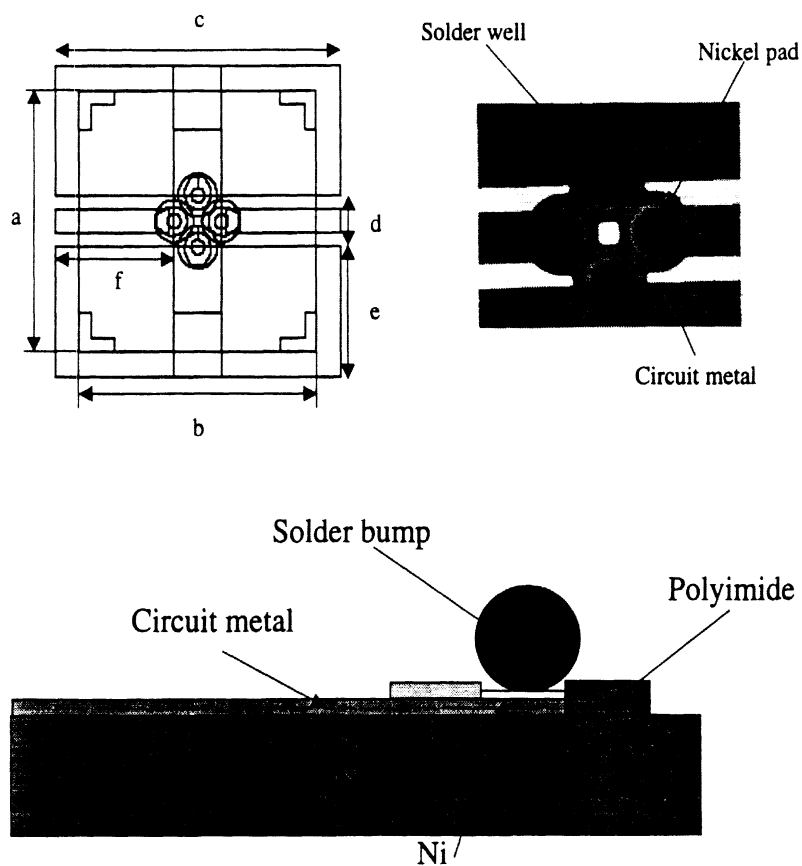 c
Solder well
Nickel pad
a
d
f
e
Circuit metal
b
Solder bump
Polyimide
Circuit metal
Ni